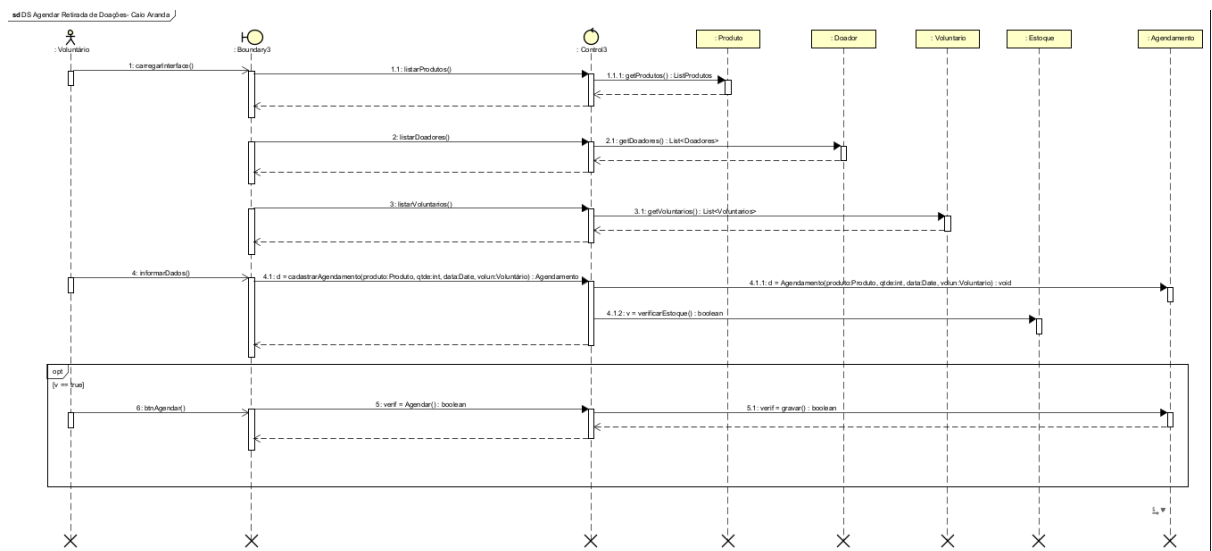 sd DS Agendar Retirada de Doações- Caio Aranda
: Voluntário
: Boundary3
: Control3
: Produto
: Doador
: Voluntario
: Estoque
: Agendamento
1: carregarInterface()
1.1: listarProdutos()
1.1.1: getProdutos() : ListProdutos
2: listarDoadores()
2.1: getDoadores() : List<Doadores>
3: listarVoluntarios()
3.1: getVoluntarios() : List<Voluntarios>
4: informarDados()
4.1: d = cadastrarAgendamento(produto:Produto, qtde:int, data:Date, volun:Voluntário) : Agendamento
4.1.1: d = Agendamento(produto:Produto, qtde:int, data:Date, volun:Voluntario) : void
4.1.2: v = verificarEstoque() : boolean
opt
[v == true]
6: btnAgendar()
5: verif = Agendar() : boolean
5.1: verif = gravar() : boolean